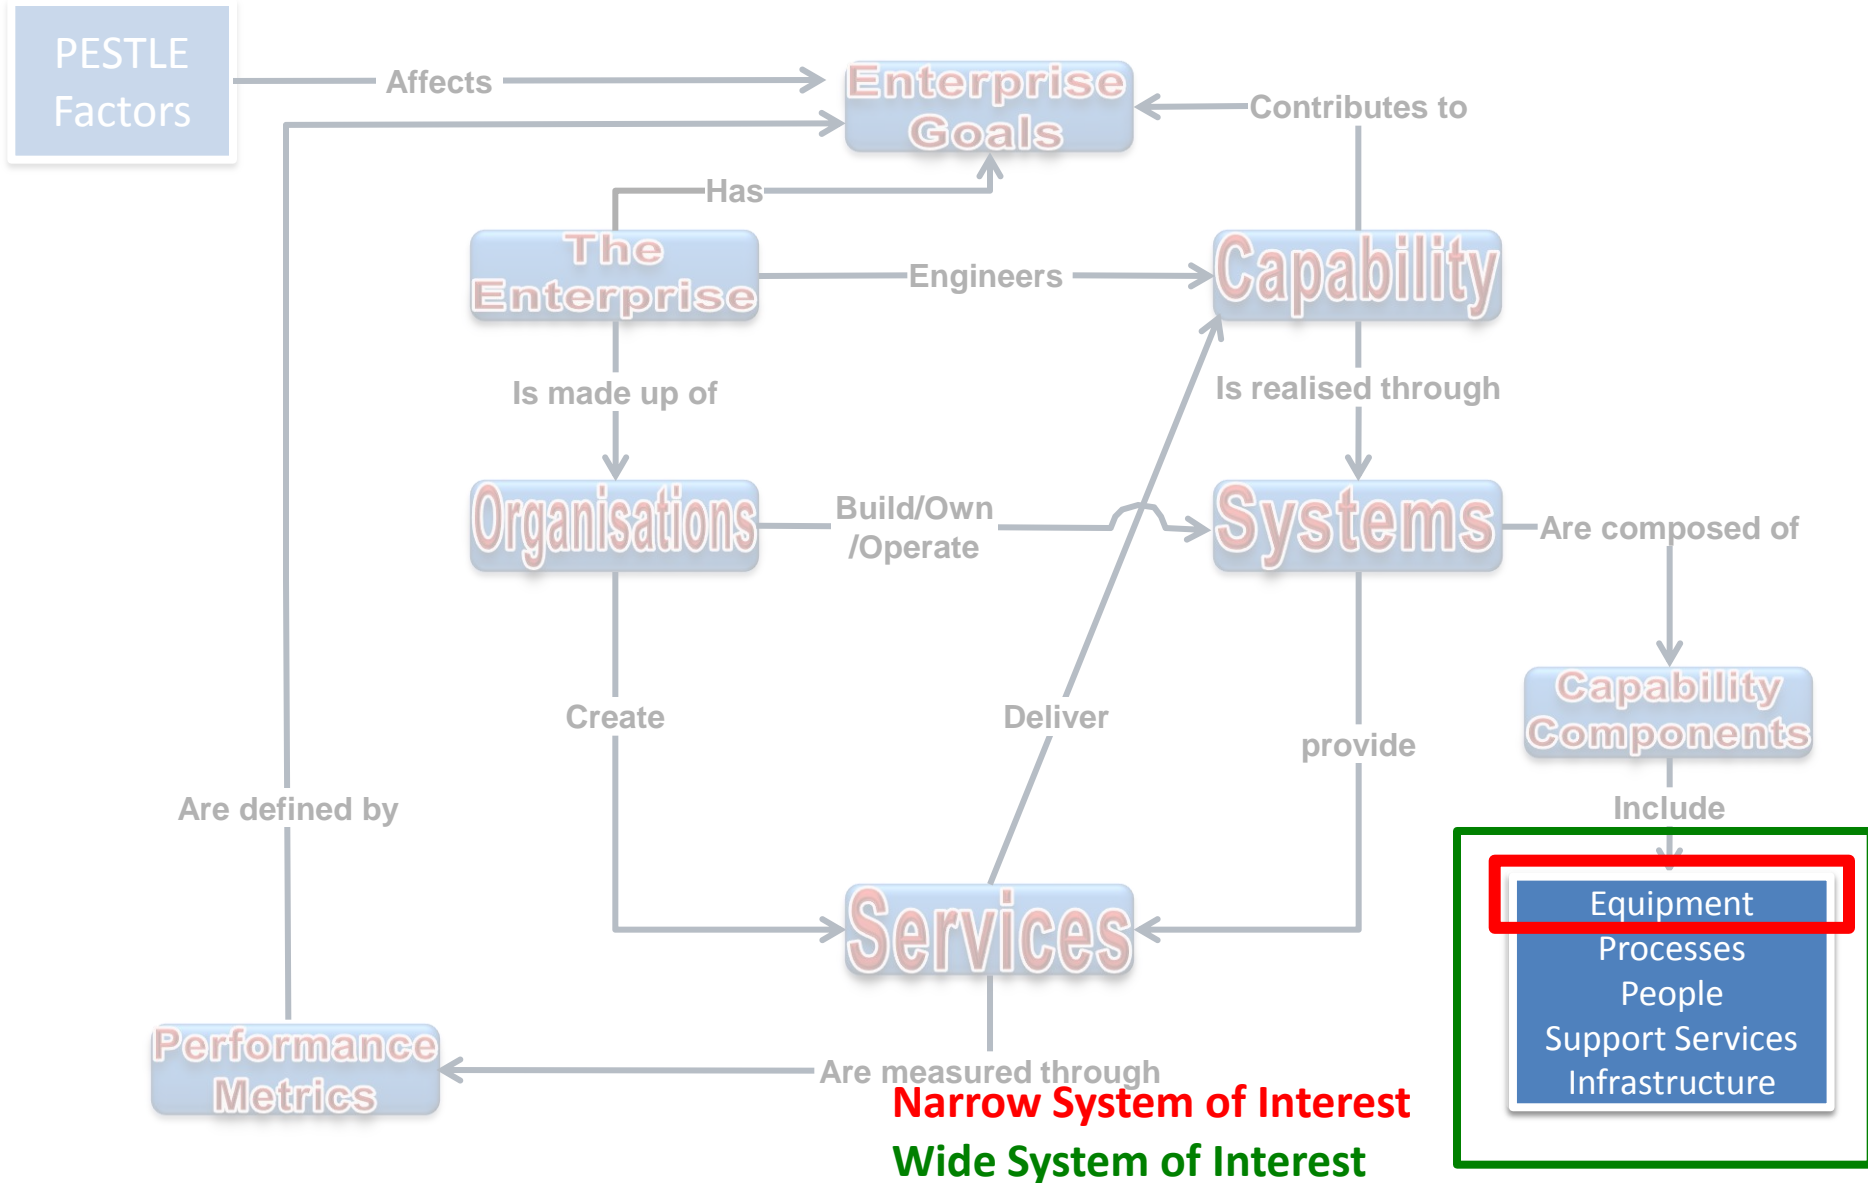 PESTLE
Factors
Affects
Enterprise
Goals
Contributes to
Has
The
Enterprise
Engineers
Capability
Is made up of
Is realised through
Organisations
Build/Own
/Operate
Systems
Are composed of
Create
Deliver
provide
Capability
Components
Are defined by
Include
Services
Equipment
Processes
People
Support Services
Infrastructure
Performance
Metrics
Are measured through
Narrow System of Interest
Wide System of Interest